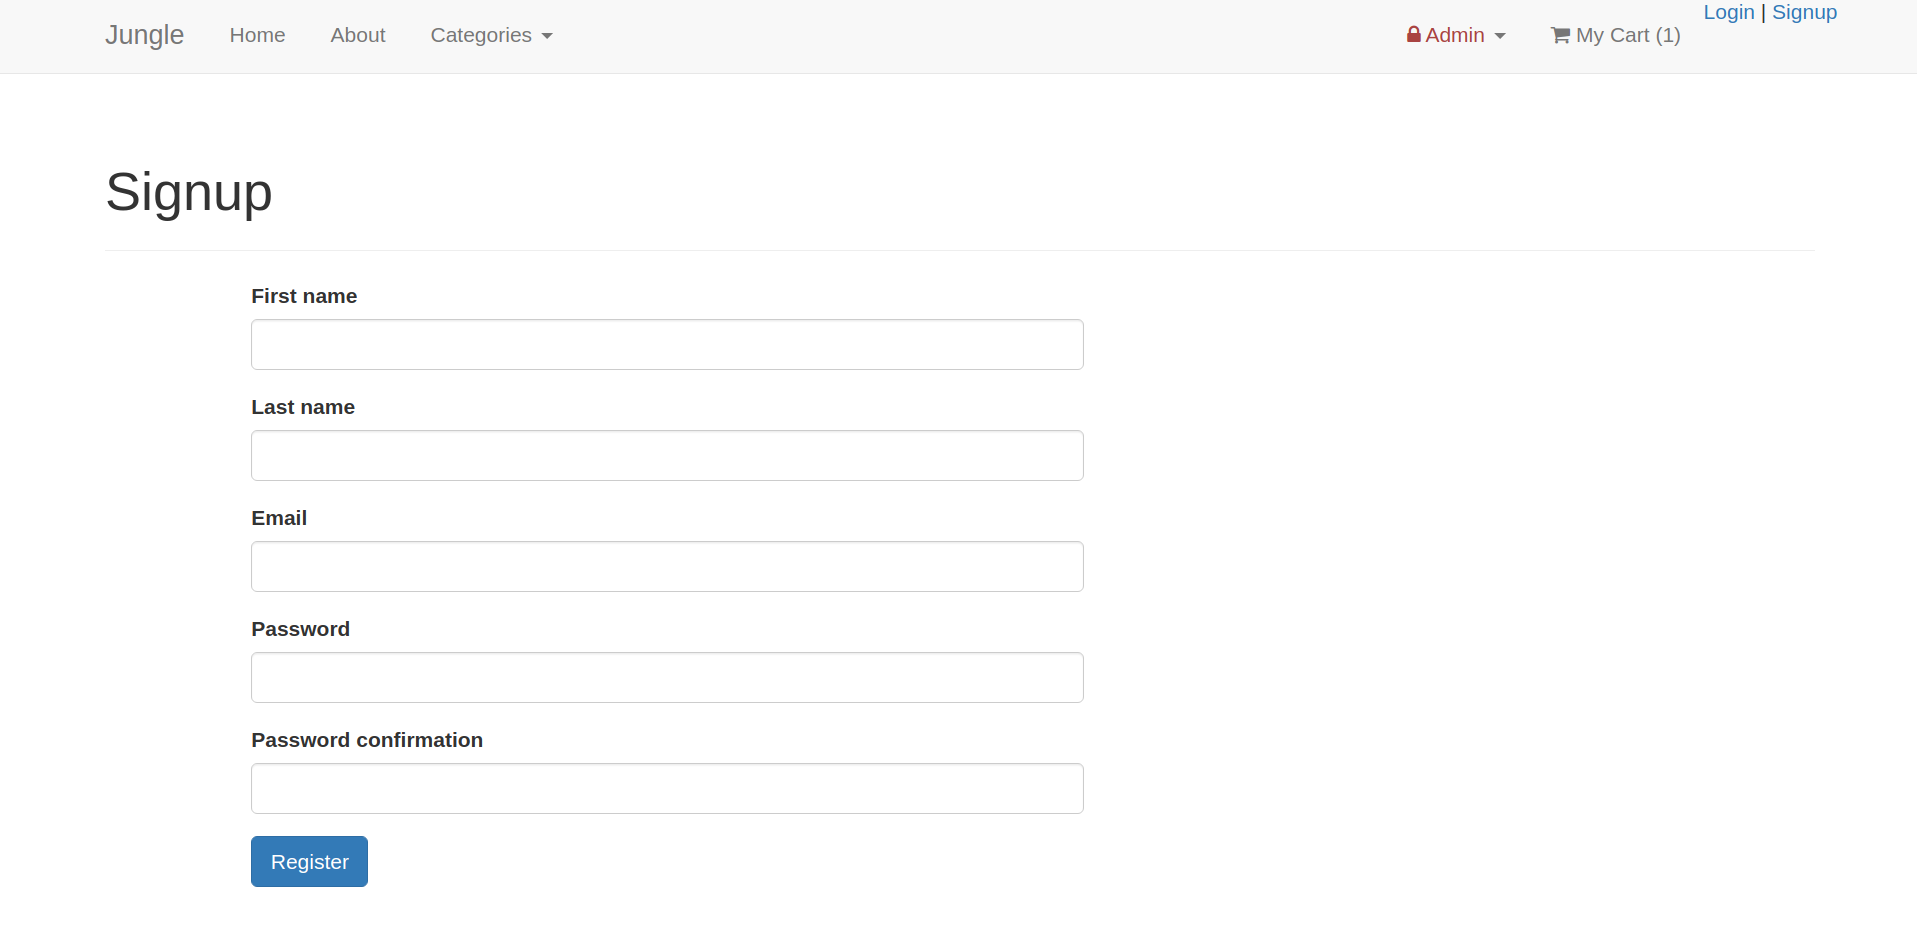 Login | Signup
Jungle Home About Categories Admin My Cart (1)
Signup
First name
Last name
Email
Password
Password confirmation
Register